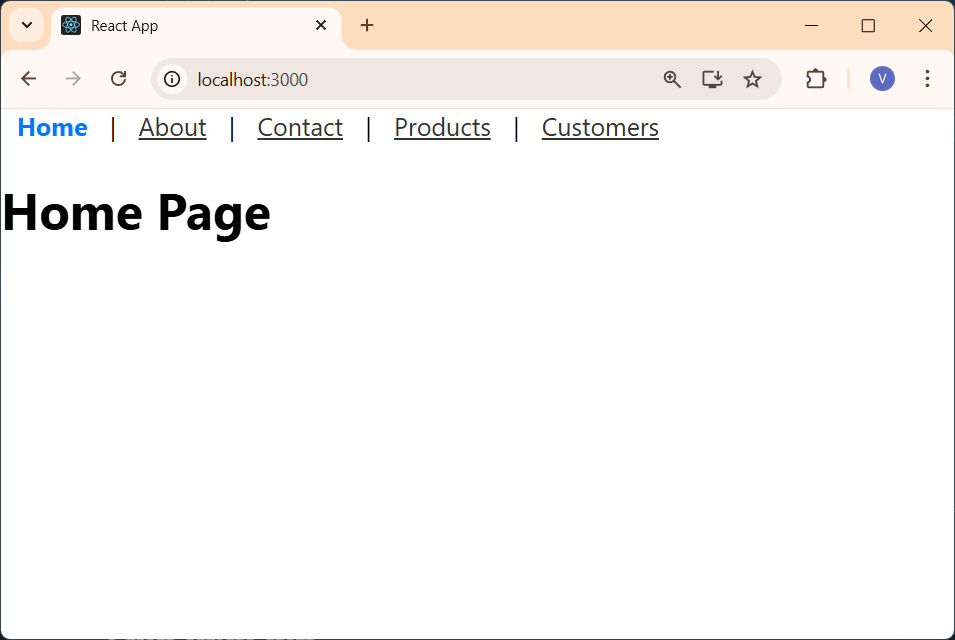 React App
localhost:3000
V
Home | About | Contact | Products | Customers
Home Page